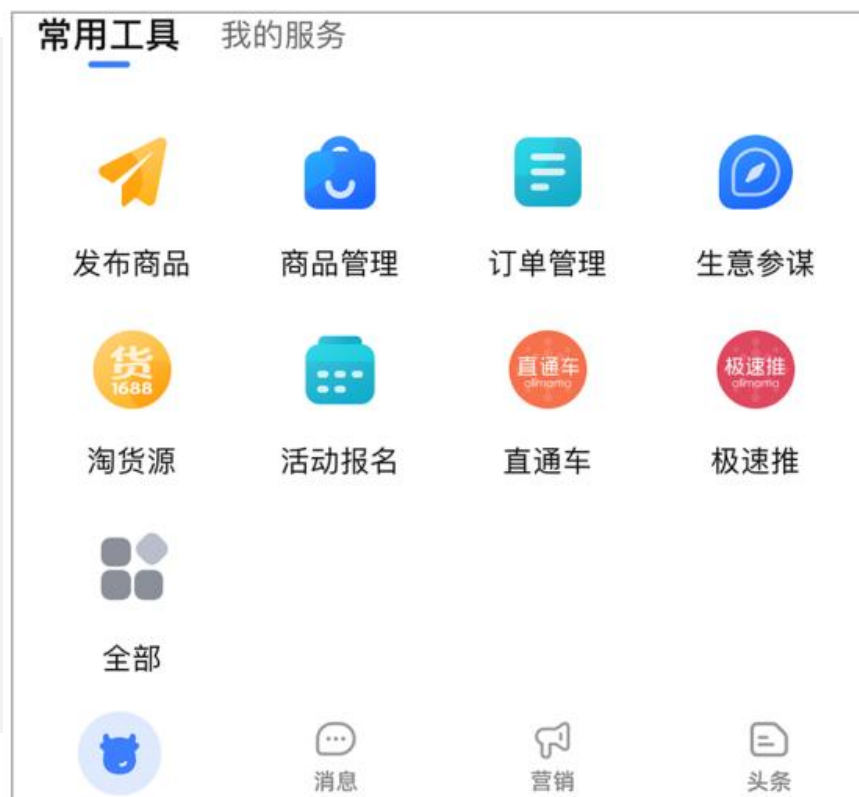 常用工具 我的服务
发布商品 商品管理 订单管理 生意参谋
货 直通车 极速推
1688 alimama alimama
淘货源 活动报名 直通车 极速推
全部
消息 营销 头条